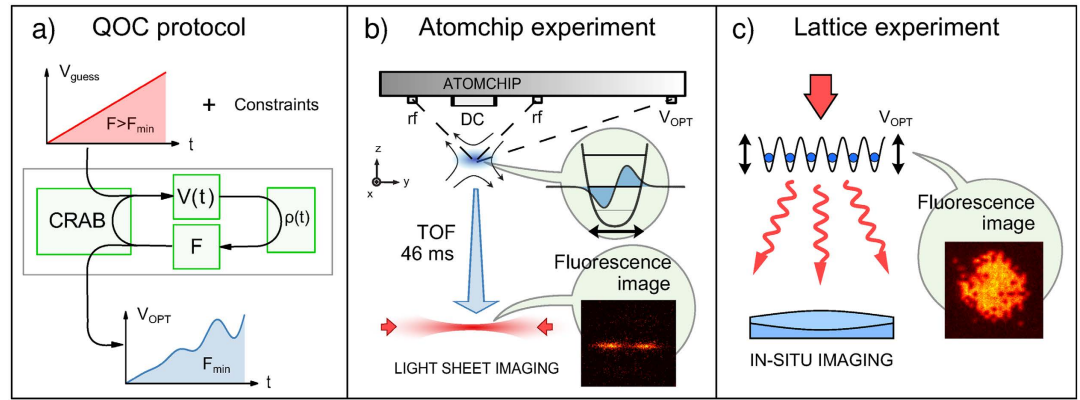 a) QOC protocol
V_guess
F>F_min
+ Constraints
t
CRAB
V(t)
ρ(t)
F
V_OPT
F_min
t
b) Atomchip experiment
ATOMCHIP
rf
DC
rf
V_OPT
z
y
x
TOF
46 ms
Fluorescence
image
LIGHT SHEET IMAGING
c) Lattice experiment
V_OPT
Fluorescence
image
IN-SITU IMAGING